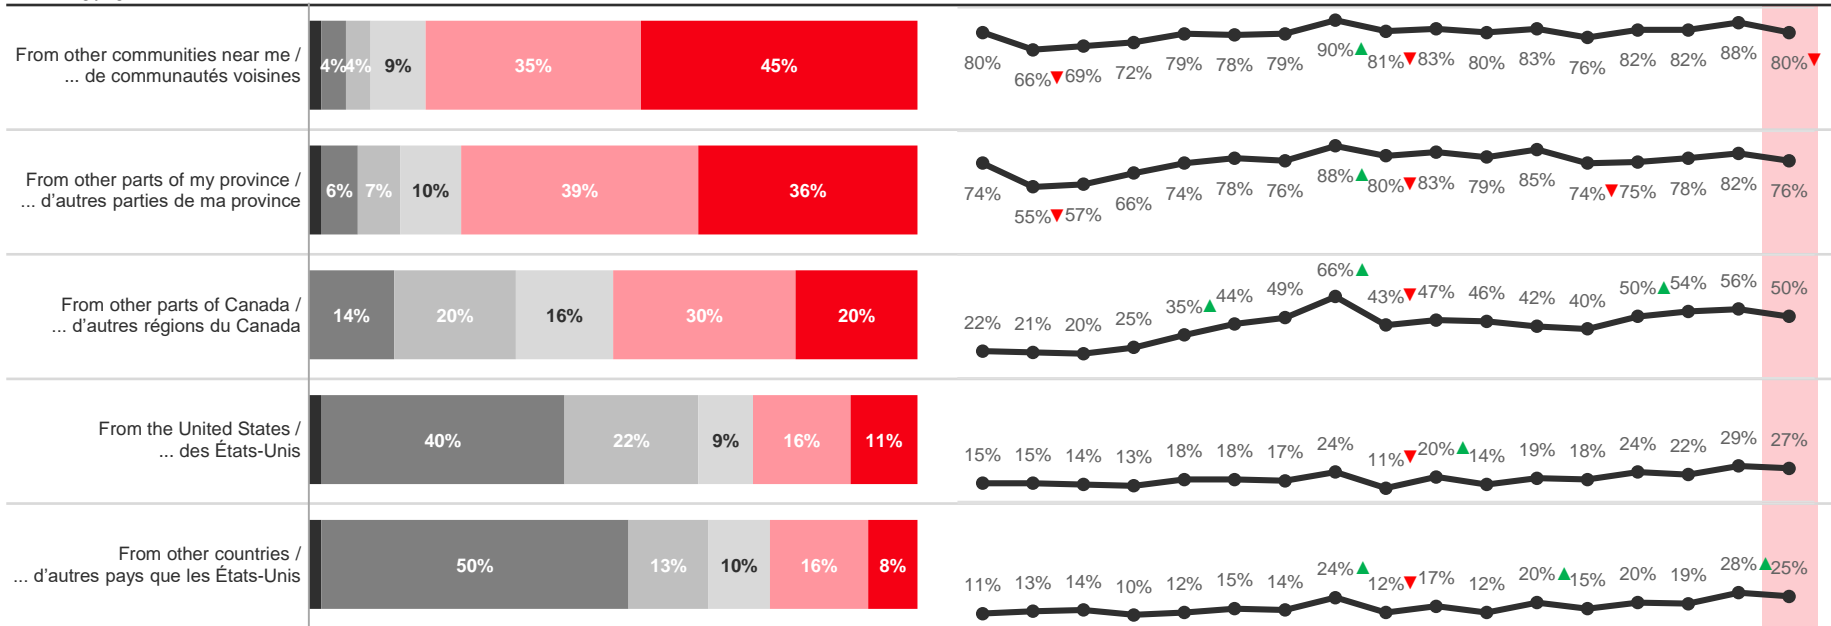 From other communities near me /
... de communautés voisines
4% 4% 9% 35% 45%
80% 66% 69% 72% 79% 78% 79% 90% 81% 83% 80% 83% 76% 82% 82% 88% 80%
From other parts of my province /
... d'autres parties de ma province
6% 7% 10% 39% 36%
74% 55% 57% 66% 74% 78% 76% 88% 80% 83% 79% 85% 74% 75% 78% 82% 76%
From other parts of Canada /
... d'autres régions du Canada
14% 20% 16% 30% 20%
22% 21% 20% 25% 35% 44% 49% 66% 43% 47% 46% 42% 40% 50% 54% 56% 50%
From the United States /
... des États-Unis
40% 22% 9% 16% 11%
15% 15% 14% 13% 18% 18% 17% 24% 11% 20% 14% 19% 18% 24% 22% 29% 27%
From other countries /
... d'autres pays que les États-Unis
50% 13% 10% 16% 8%
11% 13% 14% 10% 12% 15% 14% 24% 12% 17% 12% 20% 15% 20% 19% 28% 25%